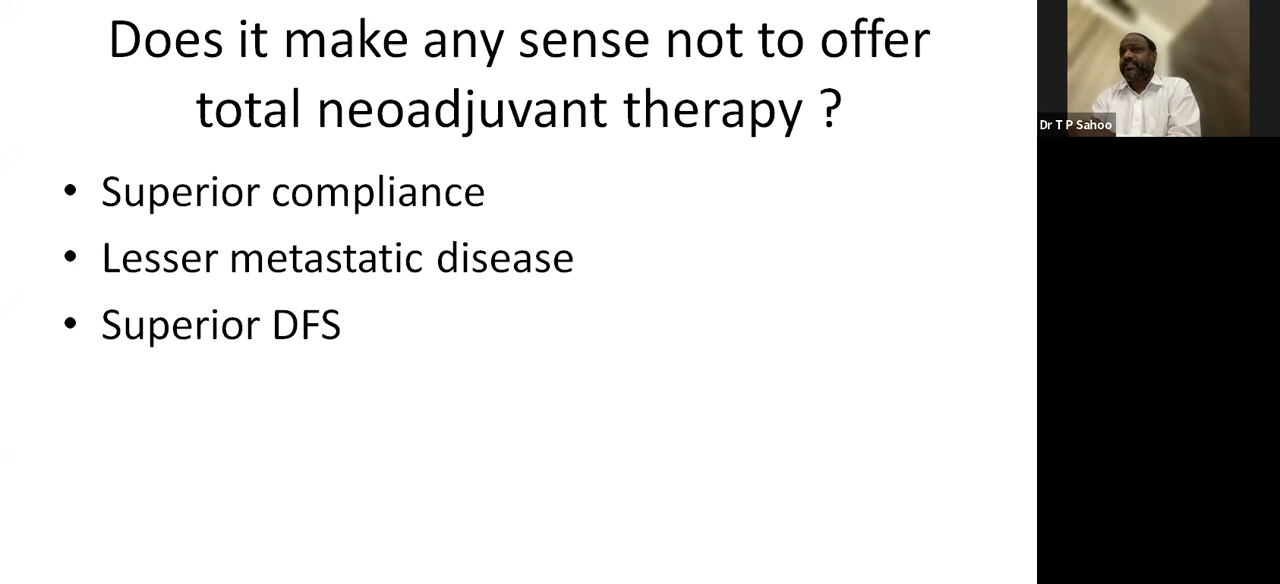 Does it make any sense not to offer
total neoadjuvant therapy ?
• Superior compliance
• Lesser metastatic disease
• Superior DFS
Dr T P Sahoo